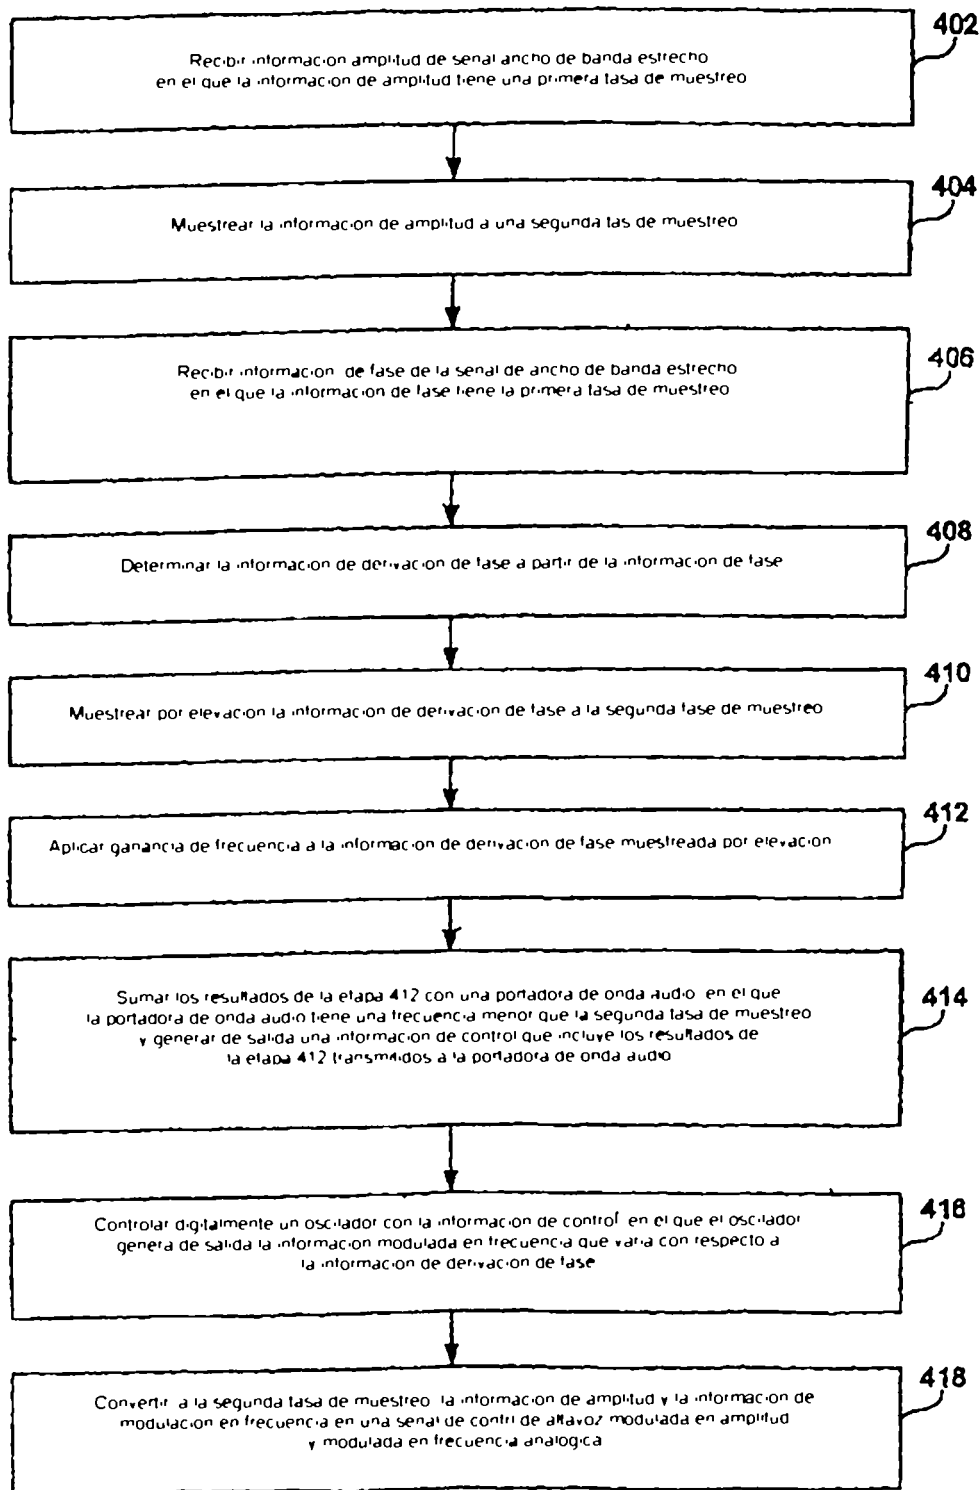 402
Recibir informacion amplitud de senal ancho de banda estrecho
en el que la informacion de amplitud tiene una primera tasa de muestreo
404
Muestrear la informacion de amplitud a una segunda tas de muestreo
406
Recibir informacion de fase de la senal de ancho de banda estrecho
en el que la informacion de fase tiene la primera tasa de muestreo
408
Determinar la informacion de derivacion de fase a partir de la informacion de fase
410
Muestrear por elevacion la informacion de derivacion de fase a la segunda fase de muestreo
412
Aplicar ganancia de frecuencia a la informacion de derivacion de fase muestreada por elevacion
414
Sumar los resultados de la etapa 412 con una portadora de onda audio en el que
la portadora de onda audio tiene una frecuencia menor que la segunda tasa de muestreo
y generar de salida una informacion de control que incluye los resultados de
la etapa 412 transmitidos a la portadora de onda audio
416
Controlar digitalmente un oscilador con la informacion de control en el que el oscilador
genera de salida la informacion modulada en frecuencia que varia con respecto a
la informacion de derivacion de fase
418
Convertir a la segunda tasa de muestreo la informacion de amplitud y la informacion de
modulacion en frecuencia en una senal de contrl de altavoz modulada en amplitud
y modulada en frecuencia analogica